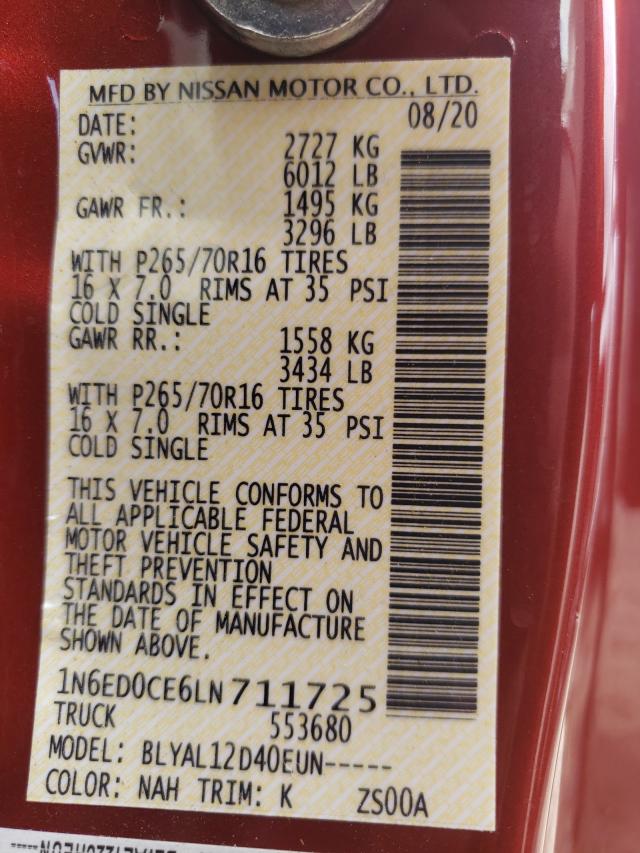 MFD BY NISSAN MOTOR CO., LTD.
DATE: 08/20
GVWR: 2727 KG
6012 LB
GAWR FR.: 1495 KG
3296 LB
WITH P265/70R16 TIRES
16 X 7.0 RIMS AT 35 PSI
COLD SINGLE
GAWR RR.: 1558 KG
3434 LB
WITH P265/70R16 TIRES
16 X 7.0 RIMS AT 35 PSI
COLD SINGLE
THIS VEHICLE CONFORMS TO
ALL APPLICABLE FEDERAL
MOTOR VEHICLE SAFETY AND
THEFT PREVENTION
STANDARDS IN EFFECT ON
THE DATE OF MANUFACTURE
SHOWN ABOVE.
1N6ED0CE6LN711725
TRUCK 553680
MODEL: BLYAL12D40EUN-----
COLOR: NAH TRIM: K ZS00A